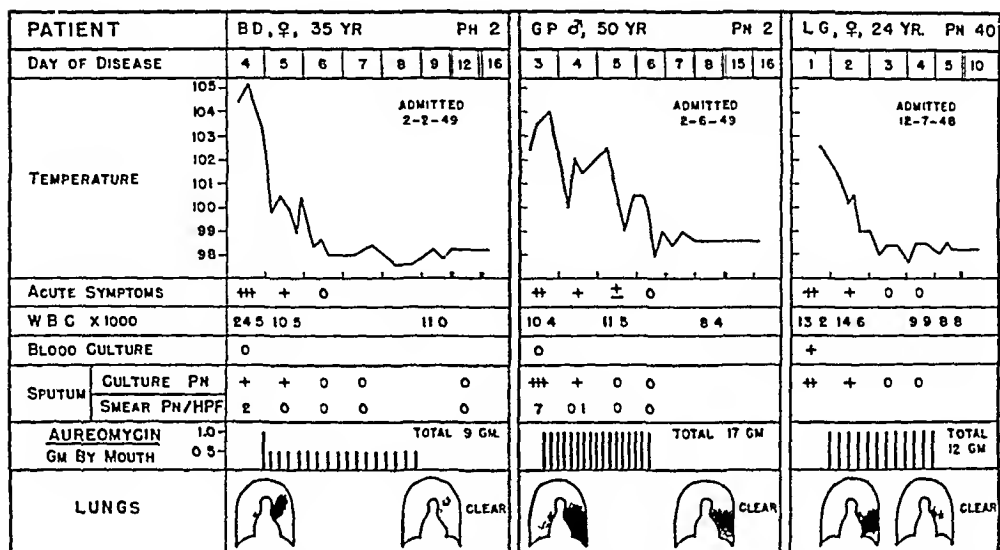 PATIENT BD, ♀, 35 YR PN 2 GP ♂, 50 YR PN 2 LG, ♀, 24 YR. PN 40
DAY OF DISEASE 4 5 6 7 8 9 12 16 3 4 5 6 7 8 15 16 1 2 3 4 5 10
105
104
103
102
101
100
99
98
TEMPERATURE
ADMITTED
2-2-49
ADMITTED
2-6-49
ADMITTED
12-7-48
ACUTE SYMPTOMS +++ + 0 ++ + ± 0 ++ + 0 0
WBC X1000 24 5 10 5 11 0 10 4 11 5 8 4 13 2 14 6 9 9 8 8
BLOOD CULTURE 0 0 +
SPUTUM
CULTURE PN + + 0 0 0 +++ + 0 0 ++ + 0 0
SMEAR PN/HPF 2 0 0 0 0 7 01 0 0
AUREOMYCIN 1.0 TOTAL 9 GM. TOTAL 17 GM TOTAL
GM BY MOUTH 0 5 12 GM
LUNGS CLEAR CLEAR CLEAR